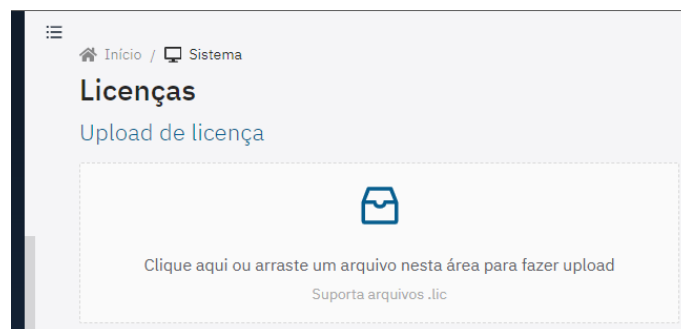 Início / Sistema
Licenças
Upload de licença
Clique aqui ou arraste um arquivo nesta área para fazer upload
Suporta arquivos .lic